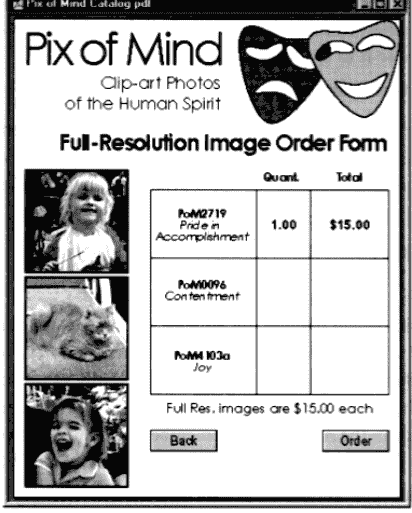 Pix of Mind Catalog.pdf
Pix of Mind
Clip-art Photos
of the Human Spirit
Full-Resolution Image Order Form
Quant. Total
PoM2719
Pride in
Accomplishment
1.00 $15.00
PoM0096
Contentment
PoM4103a
Joy
Full Res. images are $15.00 each
Back Order